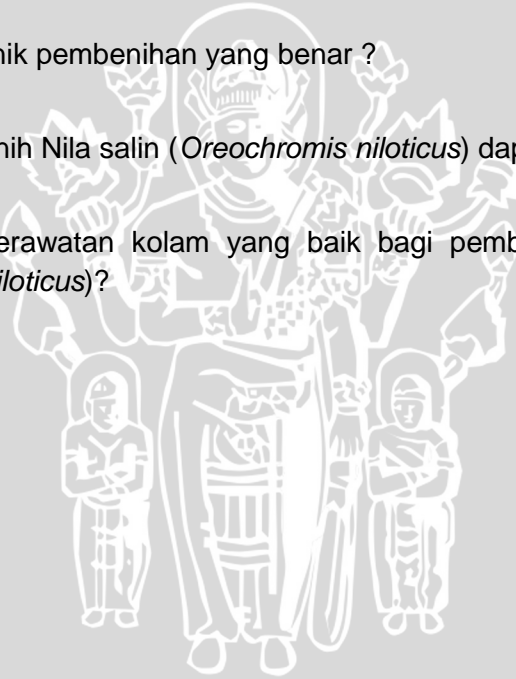 nik pembenihan yang benar ?
nih Nila salin (Oreochromis niloticus) dap
erawatan kolam yang baik bagi pemb
iloticus)?